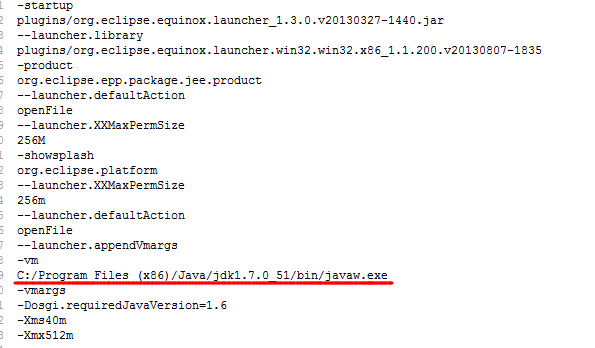 -startup
plugins/org.eclipse.equinox.launcher_1.3.0.v20130327-1440.jar
--launcher.library
plugins/org.eclipse.equinox.launcher.win32.win32.x86_1.1.200.v20130807-1835
-product
org.eclipse.epp.package.jee.product
--launcher.defaultAction
openFile
--launcher.XXMaxPermSize
256M
-showsplash
org.eclipse.platform
--launcher.XXMaxPermSize
256m
--launcher.defaultAction
openFile
--launcher.appendVmargs
-vm
C:/Program Files (x86)/Java/jdk1.7.0_51/bin/javaw.exe
-vmargs
-Dosgi.requiredJavaVersion=1.6
-Xms40m
-Xmx512m